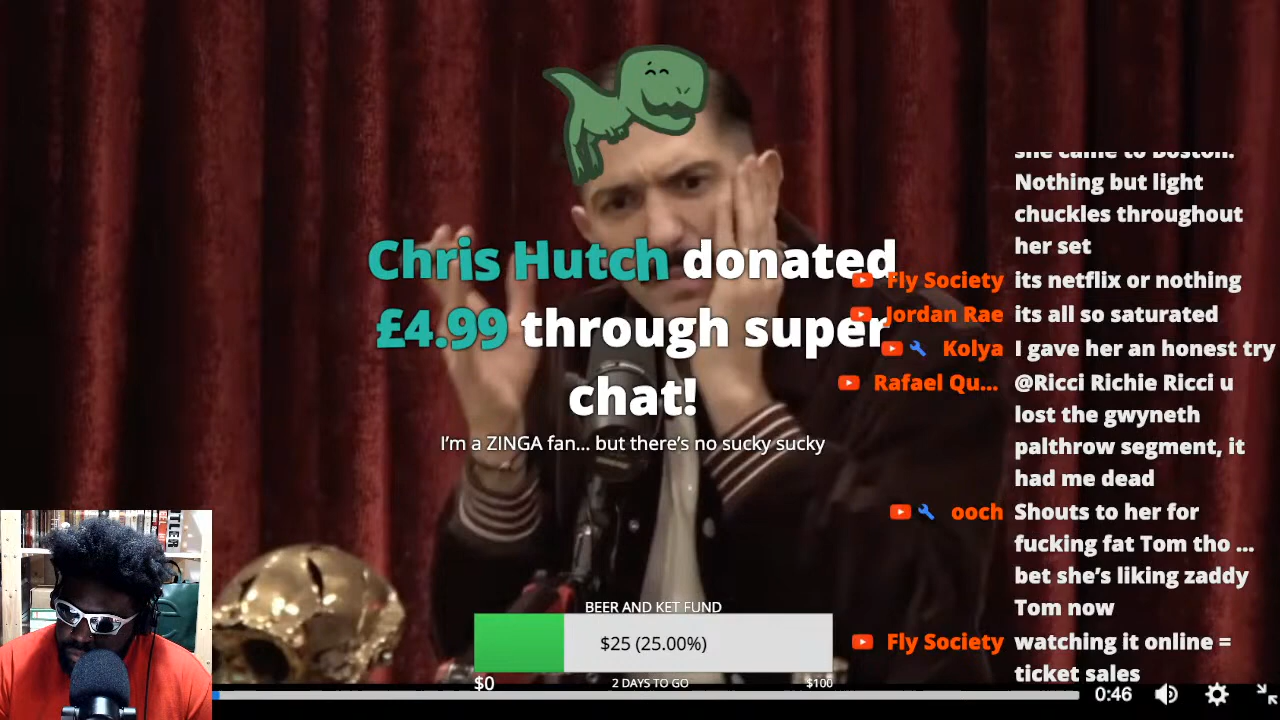 Chris Hutch donated
£4.99 through super
chat!
I'm a ZINGA fan... but there's no sucky sucky
she came to Boston.
Nothing but light
chuckles throughout
her set
Fly Society its netflix or nothing
Jordan Rae its all so saturated
Kolya I gave her an honest try
Rafael Qu... @Ricci Richie Ricci u
lost the gwyneth
palthrow segment, it
had me dead
ooch Shouts to her for
fucking fat Tom tho ...
bet she's liking zaddy
Tom now
Fly Society watching it online =
ticket sales
BEER AND KET FUND
$25 (25.00%)
$0 2 DAYS TO GO $100
0:46